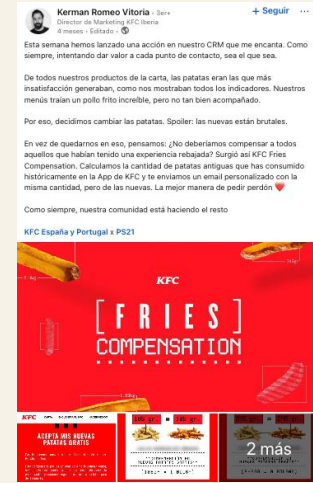 Kerman Romeo Vitoria · 3er+
+ Seguir ...
Director de Marketing KFC Iberia
4 meses · Editado ·
Esta semana hemos lanzado una acción en nuestro CRM que me encanta. Como
siempre, intentando dar valor a cada punto de contacto, sea el que sea.
De todos nuestros productos de la carta, las patatas eran las que más
insatisfacción generaban, como nos mostraban todos los indicadores. Nuestros
menús traían un pollo frito increíble, pero no tan bien acompañado.
Por eso, decidimos cambiar las patatas. Spoiler: las nuevas están brutales.
En vez de quedarnos en eso, pensamos: ¿No deberíamos compensar a todos
aquellos que habían tenido una experiencia rebajada? Surgió así KFC Fries
Compensation. Calculamos la cantidad de patatas antiguas que has consumido
históricamente en la App de KFC y te enviamos un email personalizado con la
misma cantidad, pero de las nuevas. La mejor manera de pedir perdón ❤️
Como siempre, nuestra comunidad está haciendo el resto
KFC España y Portugal x PS21
KFC
[FRIES]
COMPENSATION
KFC
ACEPTA MIS NUEVAS
PATATAS GRATIS
2 más